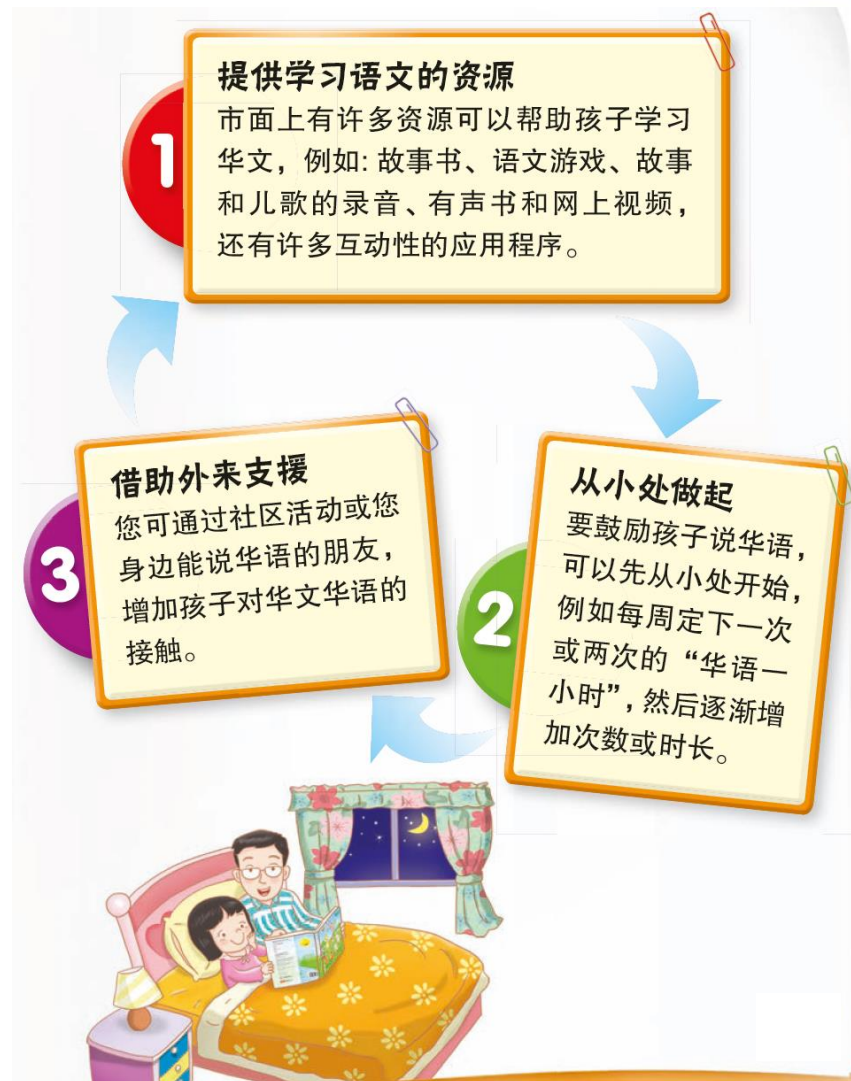 1
提供学习语文的资源
市面上有许多资源可以帮助孩子学习
华文，例如: 故事书、语文游戏、故事
和儿歌的录音、有声书和网上视频，
还有许多互动性的应用程序。
2
从小处做起
要鼓励孩子说华语，
可以先从小处开始，
例如每周定下一次
或两次的“华语一
小时”，然后逐渐增
加次数或时长。
3
借助外来支援
您可通过社区活动或您
身边能说华语的朋友，
增加孩子对华文华语的
接触。